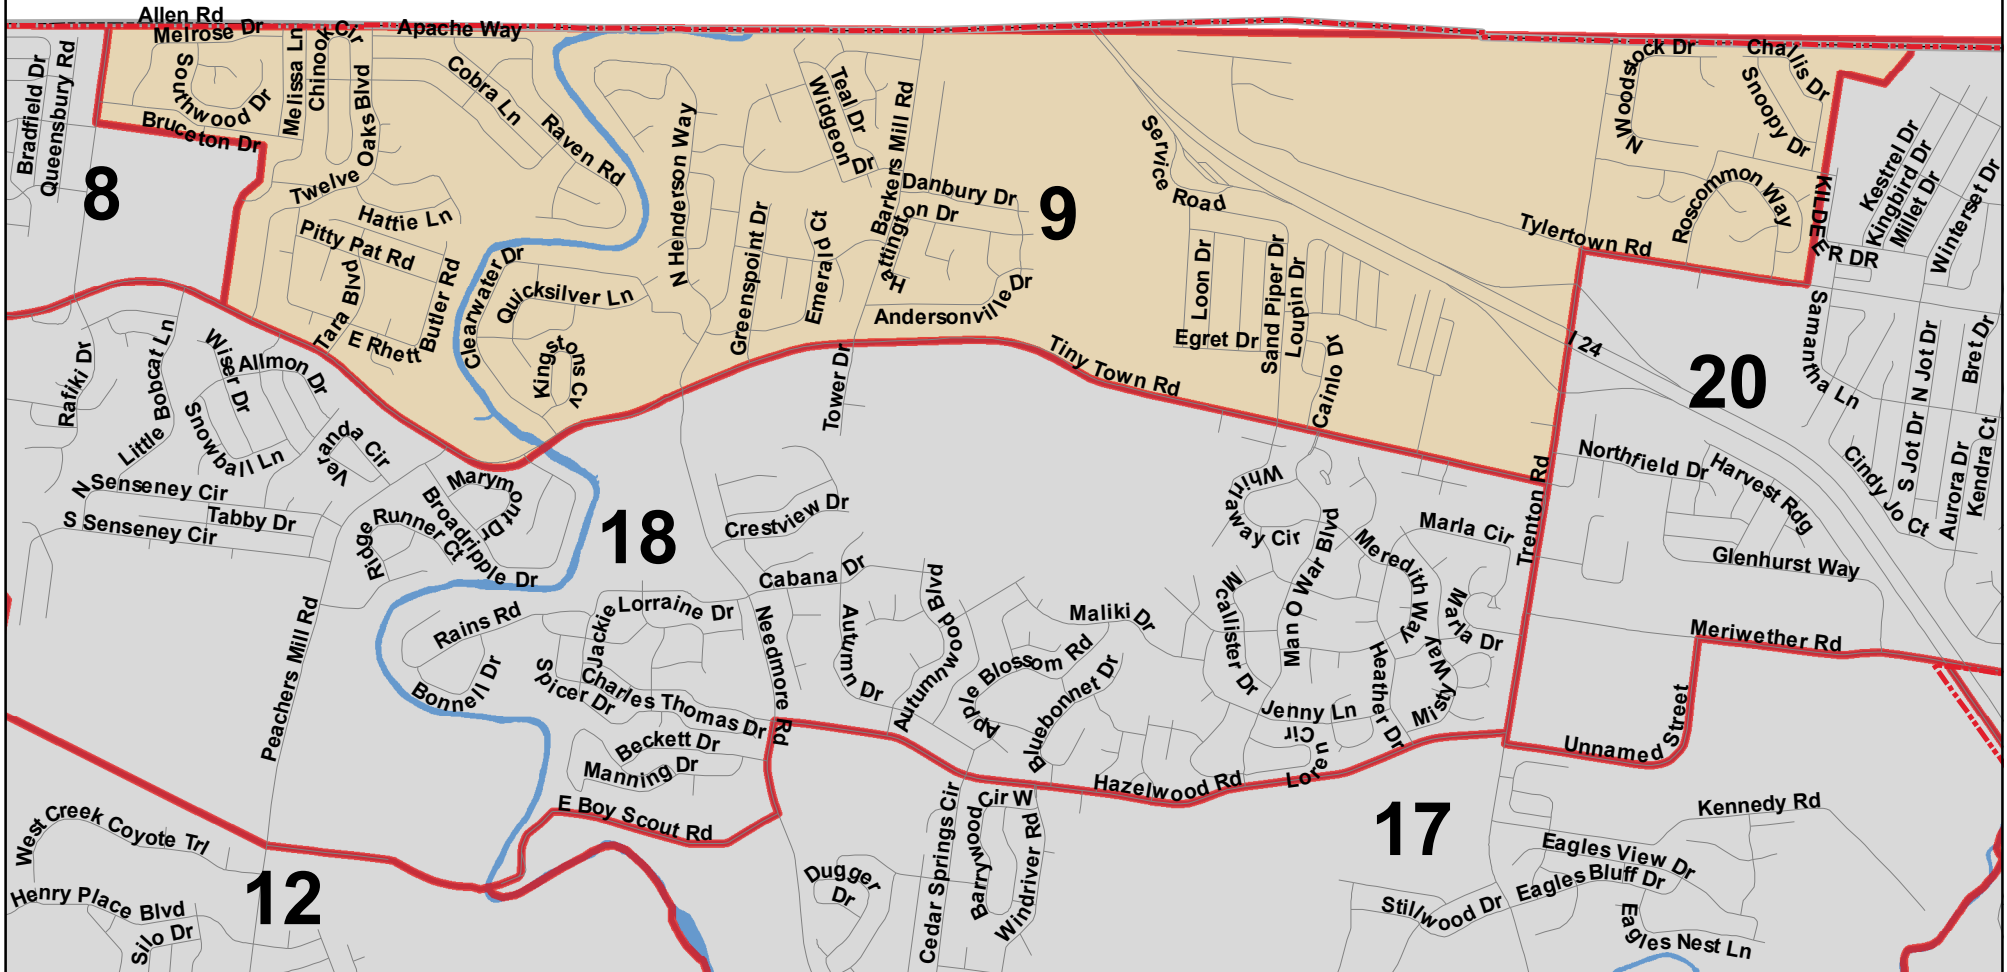 Allen Rd
Melrose Dr
Apache Way
Bradfield Dr
Queensbury Rd
Southwood Dr
Melissa Ln
Chinook Cir
Oaks Blvd
Twelve
Bruceton Dr
Cobra Ln
Raven Rd
N Henderson Way
Teal Dr
Widgeon Dr
Barkers Mill Rd
Danbury Dr
Hattington Dr
9
Service Road
N Woodstock Dr
Challis Dr
Snoopy Dr
Roscommon Way
Tylertown Rd
KILDEER DR
Kestrel Dr
Kingbird Dr
Millet Dr
Winterset Dr
8
Hattie Ln
Pitty Pat Rd
Tara Blvd
E Rhett
Butler Rd
Clearwater Dr
Quicksilver Ln
Kingstons Cv
Greenspoint Dr
Emerald Ct
Andersonville Dr
Loon Dr
Sand Piper Dr
Loupin Dr
Egret Dr
Cainlo Dr
Tiny Town Rd
Tower Dr
I 24
20
Samantha Ln
N Jot Dr
S Jot Dr
Bret Dr
Kendra Ct
Aurora Dr
Cindy Jo Ct
Rafiki Dr
Little Bobcat Ln
Wiser Dr
Allmon Dr
Snowball Ln
Veranda Cir
N Senseney Cir
S Senseney Cir
Tabby Dr
Marymont Dr
Broadripple Dr
Ridge Runner Ct
18
Crestview Dr
Cabana Dr
Whirlaway Cir
Man O War Blvd
Marla Cir
Meredith Way
Marla Dr
Trenton Rd
Northfield Dr
Harvest Rdg
Glenhurst Way
Meriwether Rd
Unnamed Street
Peachers Mill Rd
Rains Rd
Bonnell Dr
Jackie
Lorraine Dr
Spicer Dr
Charles Thomas Dr
Needmore Rd
Beckett Dr
Manning Dr
E Boy Scout Rd
Autumn Dr
Autumnwood Blvd
Apple Blossom Rd
Bluebonnet Dr
Maliki Dr
Mcallister Dr
Heather Dr
Misty Way
Jenny Ln
Loren Cir
Hazelwood Rd
17
Kennedy Rd
Eagles View Dr
Eagles Bluff Dr
Stillwood Dr
Eagles Nest Ln
West Creek Coyote Trl
Henry Place Blvd
Silo Dr
12
Dugger Dr
Cedar Springs Cir
Barrywood Cir W
Windriver Rd